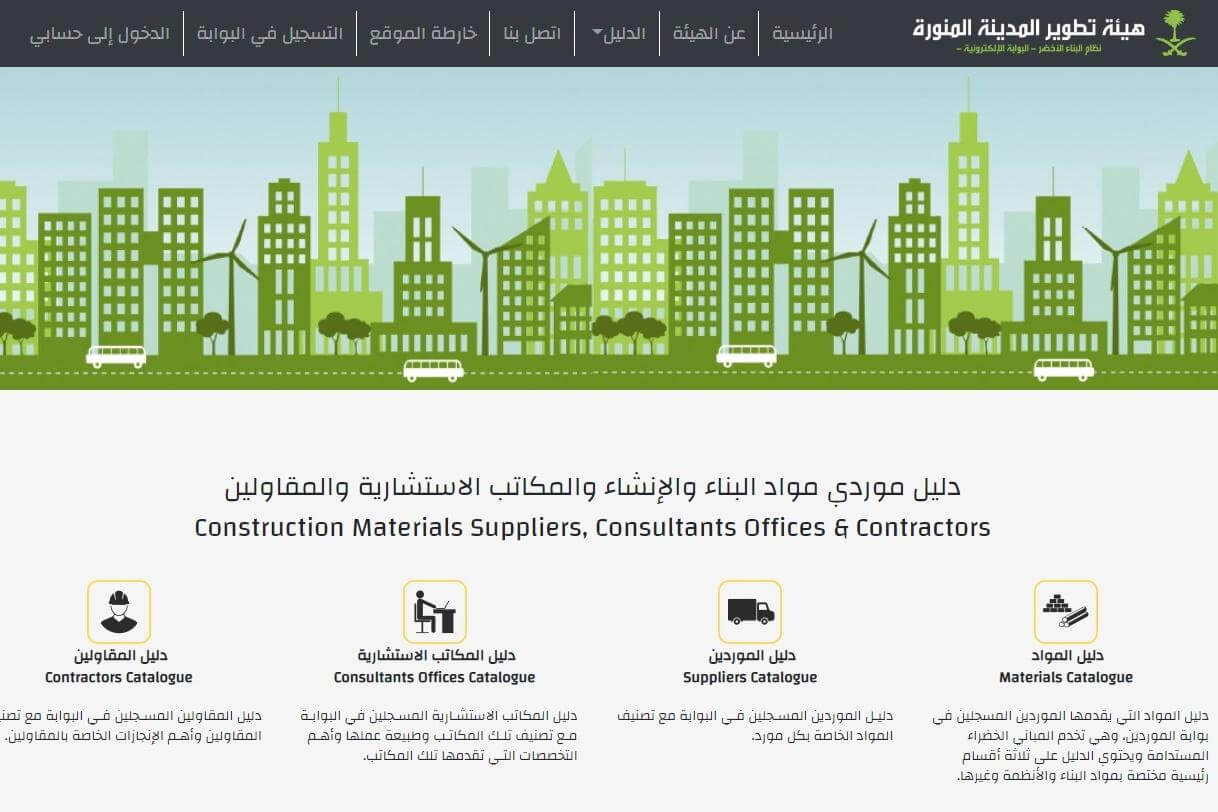 هيئة تطوير المدينة المنورة
نظام البناء الأخضر – البوابة الإلكترونية –
الرئيسية
عن الهيئة
الدليل
اتصل بنا
خارطة الموقع
التسجيل في البوابة
الدخول إلى حسابي
دليل موردي مواد البناء والإنشاء والمكاتب الاستشارية والمقاولين
Construction Materials Suppliers, Consultants Offices & Contractors
دليل المواد
Materials Catalogue
دليل المواد التي يقدمها الموردين المسجلين في
بوابة الموردين، وهي تخدم المباني الخضراء
المستدامة ويحتوي الدليل على ثلاثة أقسام
رئيسية مختصة بمواد البناء والأنظمة وغيرها.
دليل الموردين
Suppliers Catalogue
دليل الموردين المسجلين في البوابة مع تصنيف
المواد الخاصة بكل مورد.
دليل المكاتب الاستشارية
Consultants Offices Catalogue
دليل المكاتب الاستشارية المسجلين في البوابة
مع تصنيف تلك المكاتب وطبيعة عملها وأهم
التخصصات التي تقدمها تلك المكاتب.
دليل المقاولين
Contractors Catalogue
دليل المقاولين المسجلين في البوابة مع
المقاولين وأهم الإنجازات الخاصة بالمقاولين.